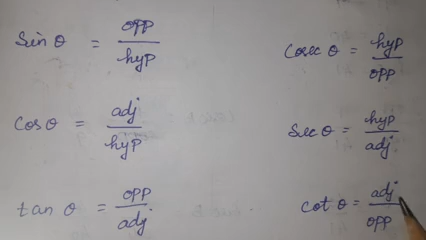 Sin θ = opp/hyp
Cosec θ = hyp/opp
Cos θ = adj/hyp
Sec θ = hyp/adj
tan θ = opp/adj
cot θ = adj/opp